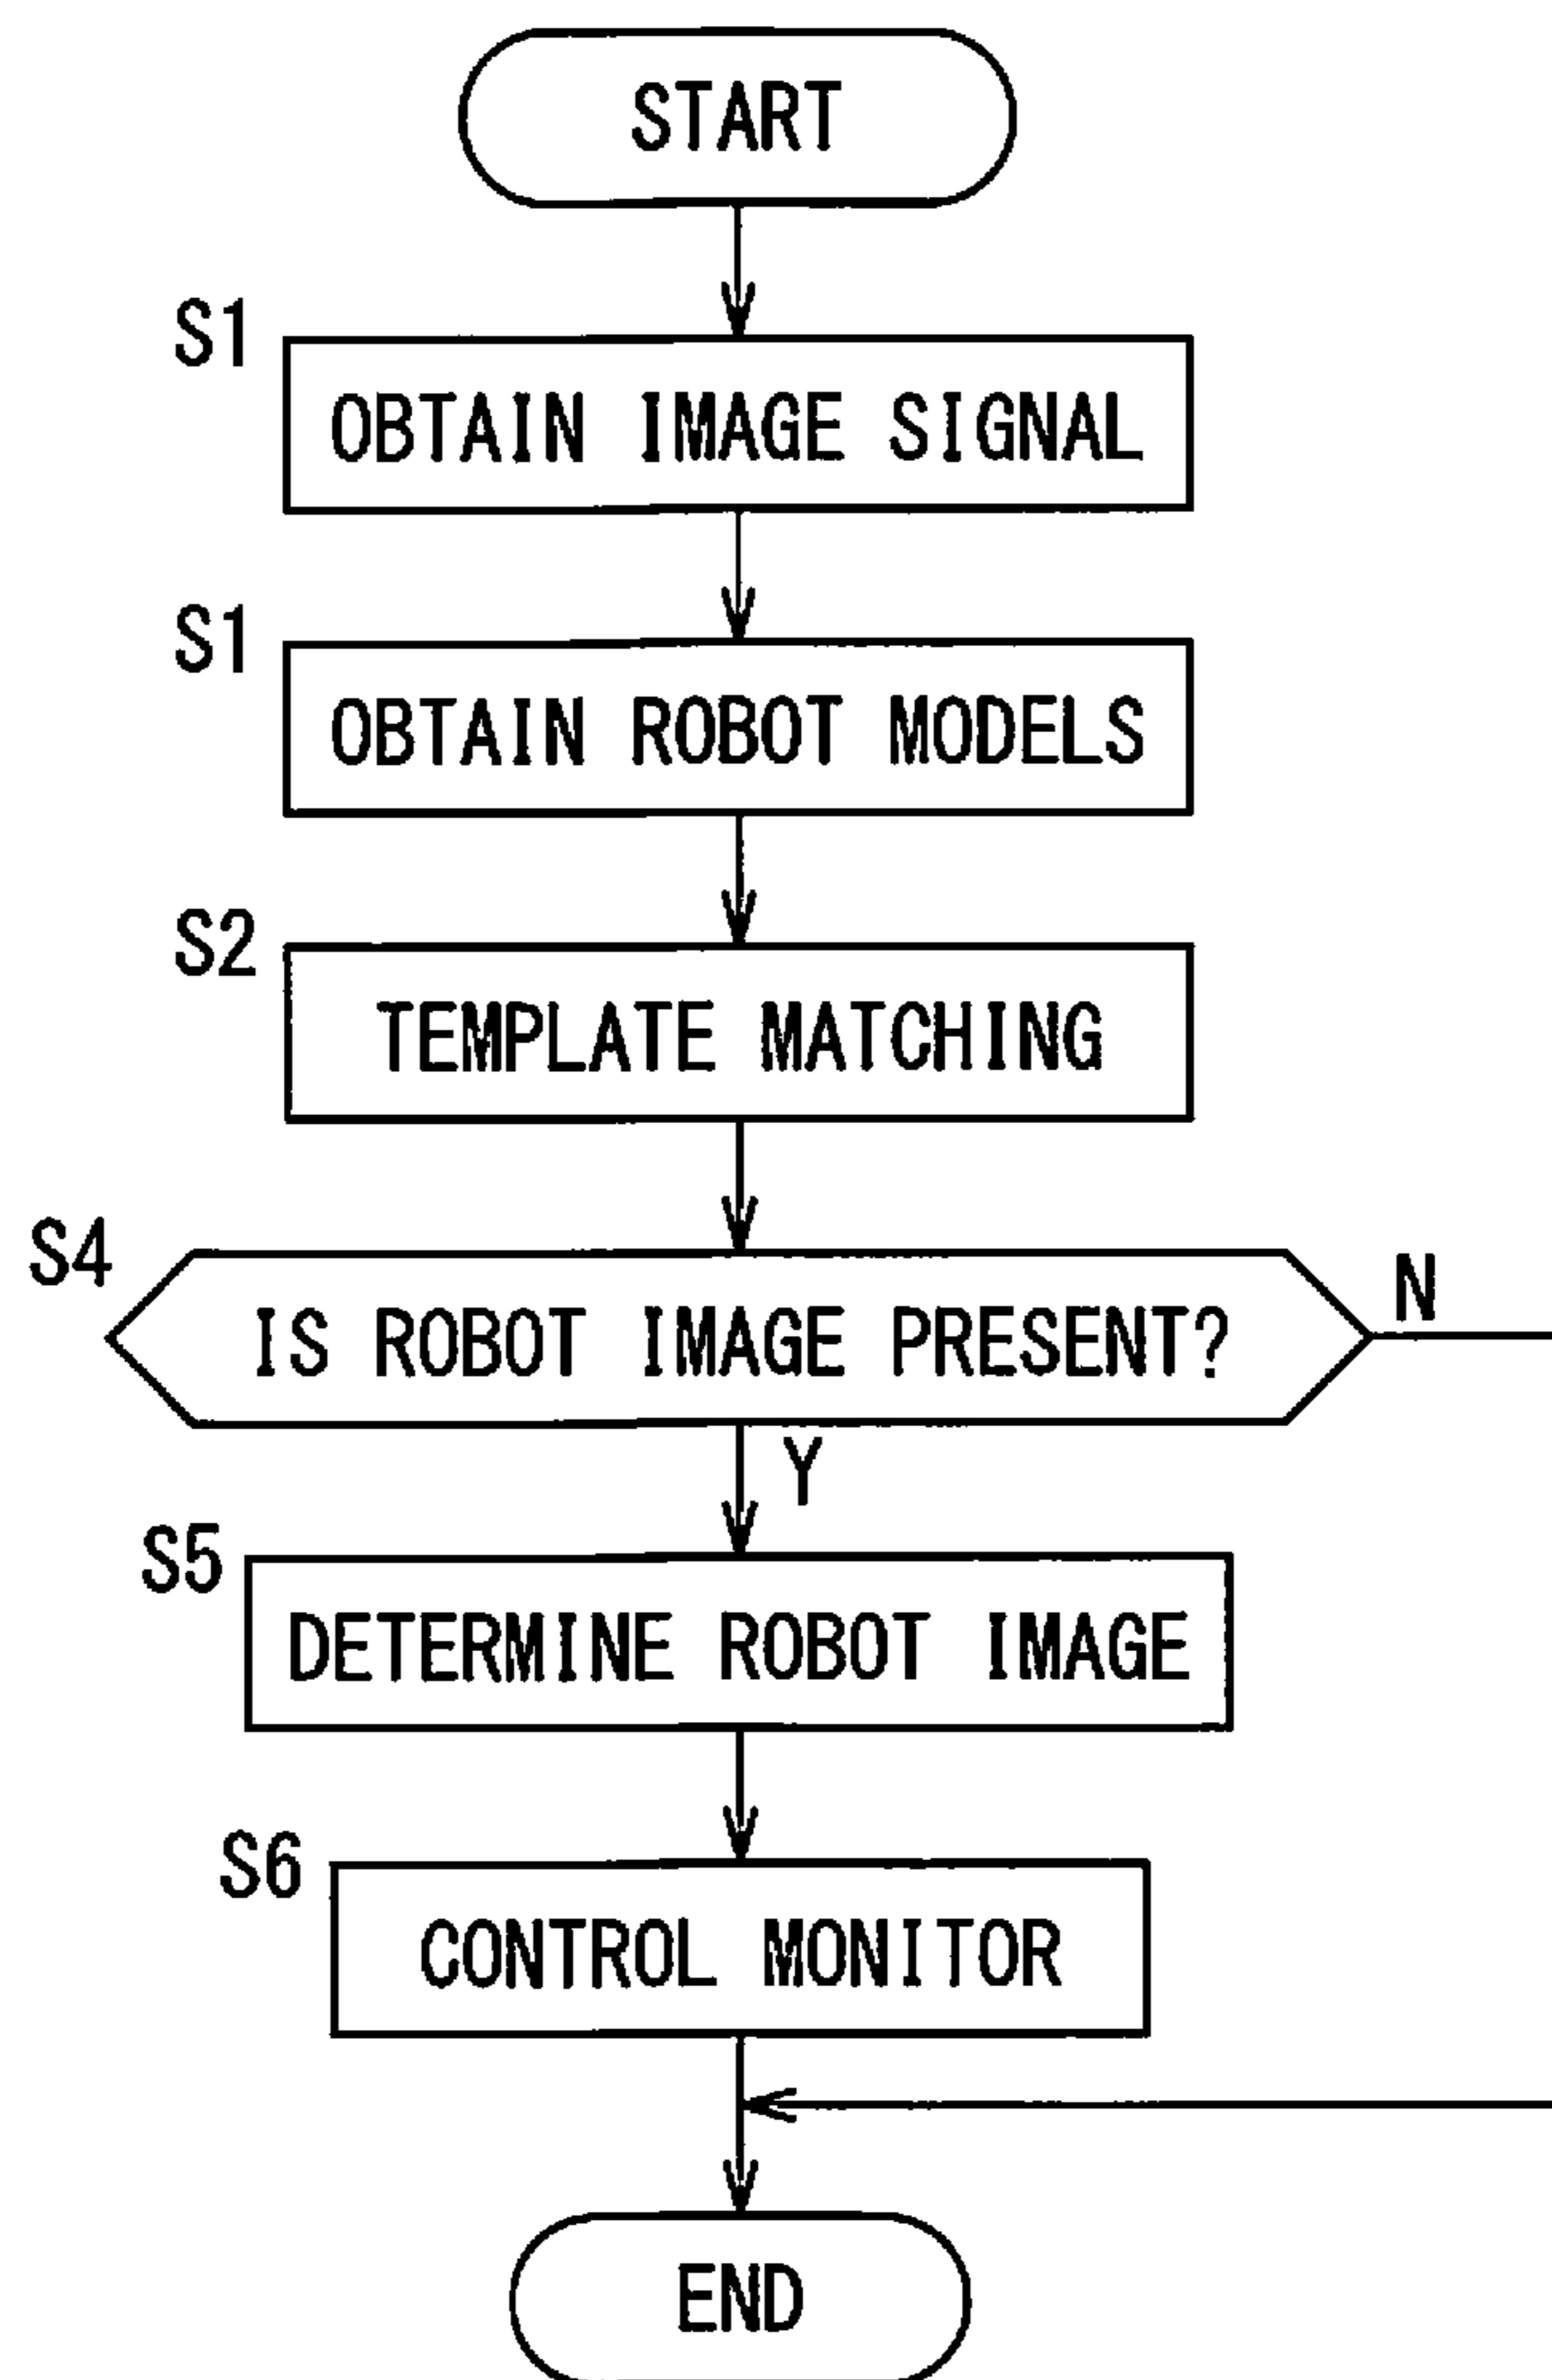 START
S1
OBTAIN IMAGE SIGNAL
S1
OBTAIN ROBOT MODELS
S2
TEMPLATE MATCHING
S4
IS ROBOT IMAGE PRESENT?
N
Y
S5
DETERMINE ROBOT IMAGE
S6
CONTROL MONITOR
END